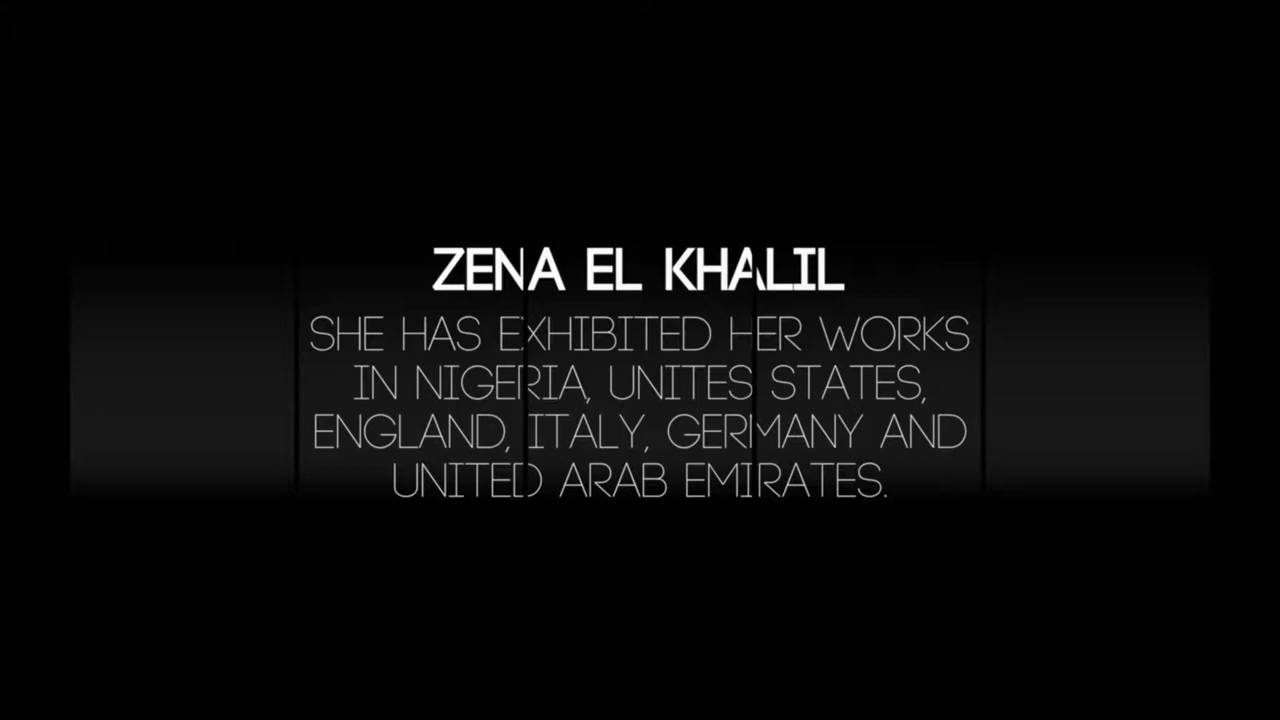 ZENA EL KHALIL
SHE HAS EXHIBITED HER WORKS
IN NIGERIA, UNITES STATES,
ENGLAND, ITALY, GERMANY AND
UNITED ARAB EMIRATES.